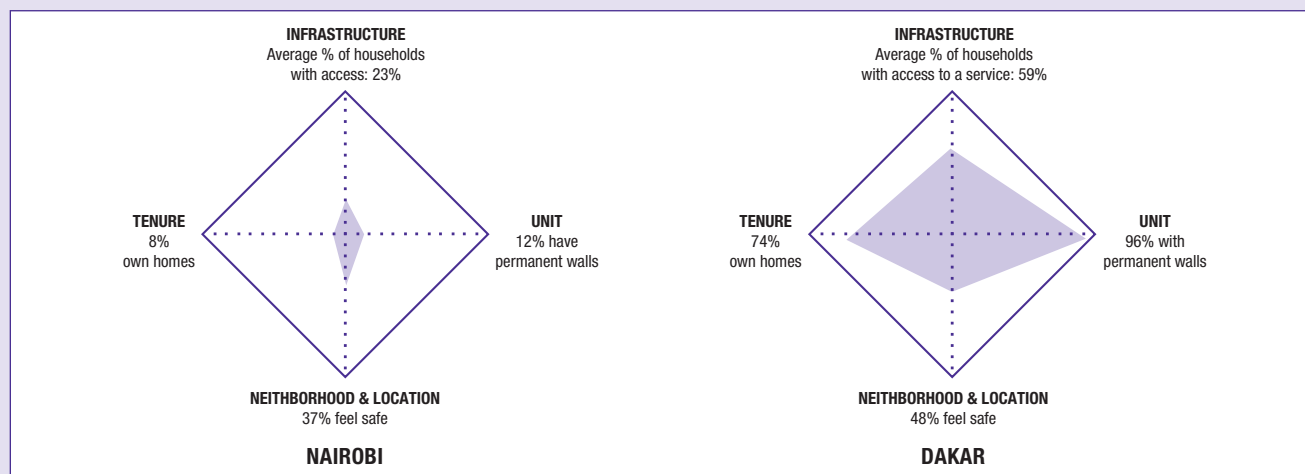 INFRASTRUCTURE
Average % of households
with access: 23%
TENURE
8%
own homes
UNIT
12% have
permanent walls
NEITHBORHOOD & LOCATION
37% feel safe
NAIROBI
INFRASTRUCTURE
Average % of households
with access to a service: 59%
TENURE
74%
own homes
UNIT
96% with
permanent walls
NEITHBORHOOD & LOCATION
48% feel safe
DAKAR